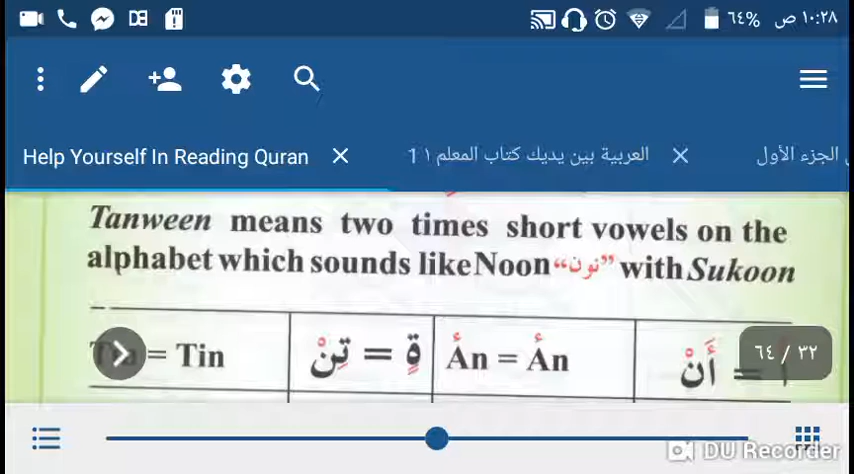 ١٠:٢٨ ص ٦٤%
Help Yourself In Reading Quran
العربية بين يديك كتاب المعلم ١ 1
الجزء الأول
Tanween means two times short vowels on the
alphabet which sounds like Noon “نون” with Sukoon
= Tin
ةٍ = تِنْ
Án = Án
= أَنْ
٦٤ / ٣٢
DU Recorder